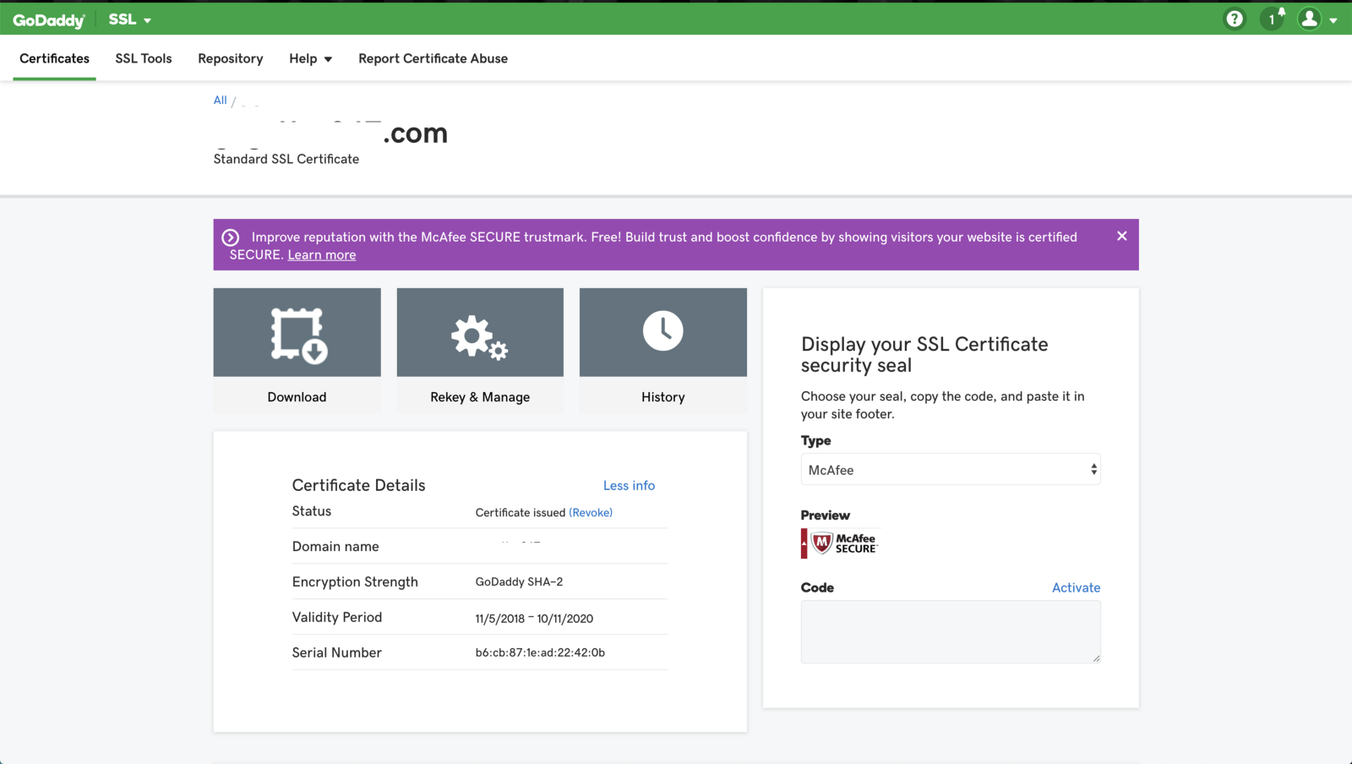 GoDaddy SSL
1
Certificates SSL Tools Repository Help Report Certificate Abuse
All /
.com
Standard SSL Certificate
Improve reputation with the McAfee SECURE trustmark. Free! Build trust and boost confidence by showing visitors your website is certified
SECURE. Learn more
Download
Rekey & Manage
History
Certificate Details Less info
Status Certificate issued (Revoke)
Domain name
Encryption Strength GoDaddy SHA-2
Validity Period 11/5/2018 - 10/11/2020
Serial Number b6:cb:87:1e:ad:22:42:0b
Display your SSL Certificate
security seal
Choose your seal, copy the code, and paste it in
your site footer.
Type
McAfee
Preview
McAfee
SECURE
Code Activate